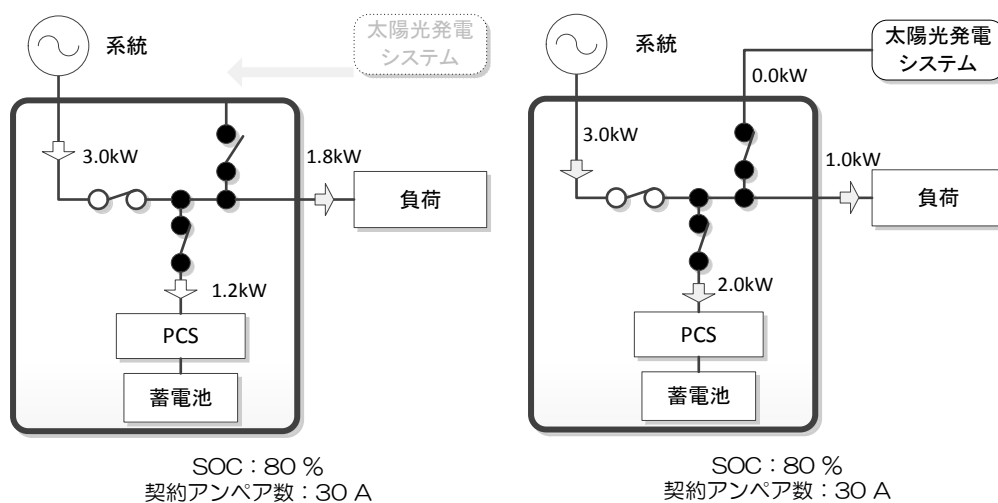 系統
太陽光発電
システム
3.0kW
1.8kW
負荷
1.2kW
PCS
蓄電池
SOC：80 %
契約アンペア数：30 A
系統
太陽光発電
システム
0.0kW
3.0kW
1.0kW
負荷
2.0kW
PCS
蓄電池
SOC：80 %
契約アンペア数：30 A